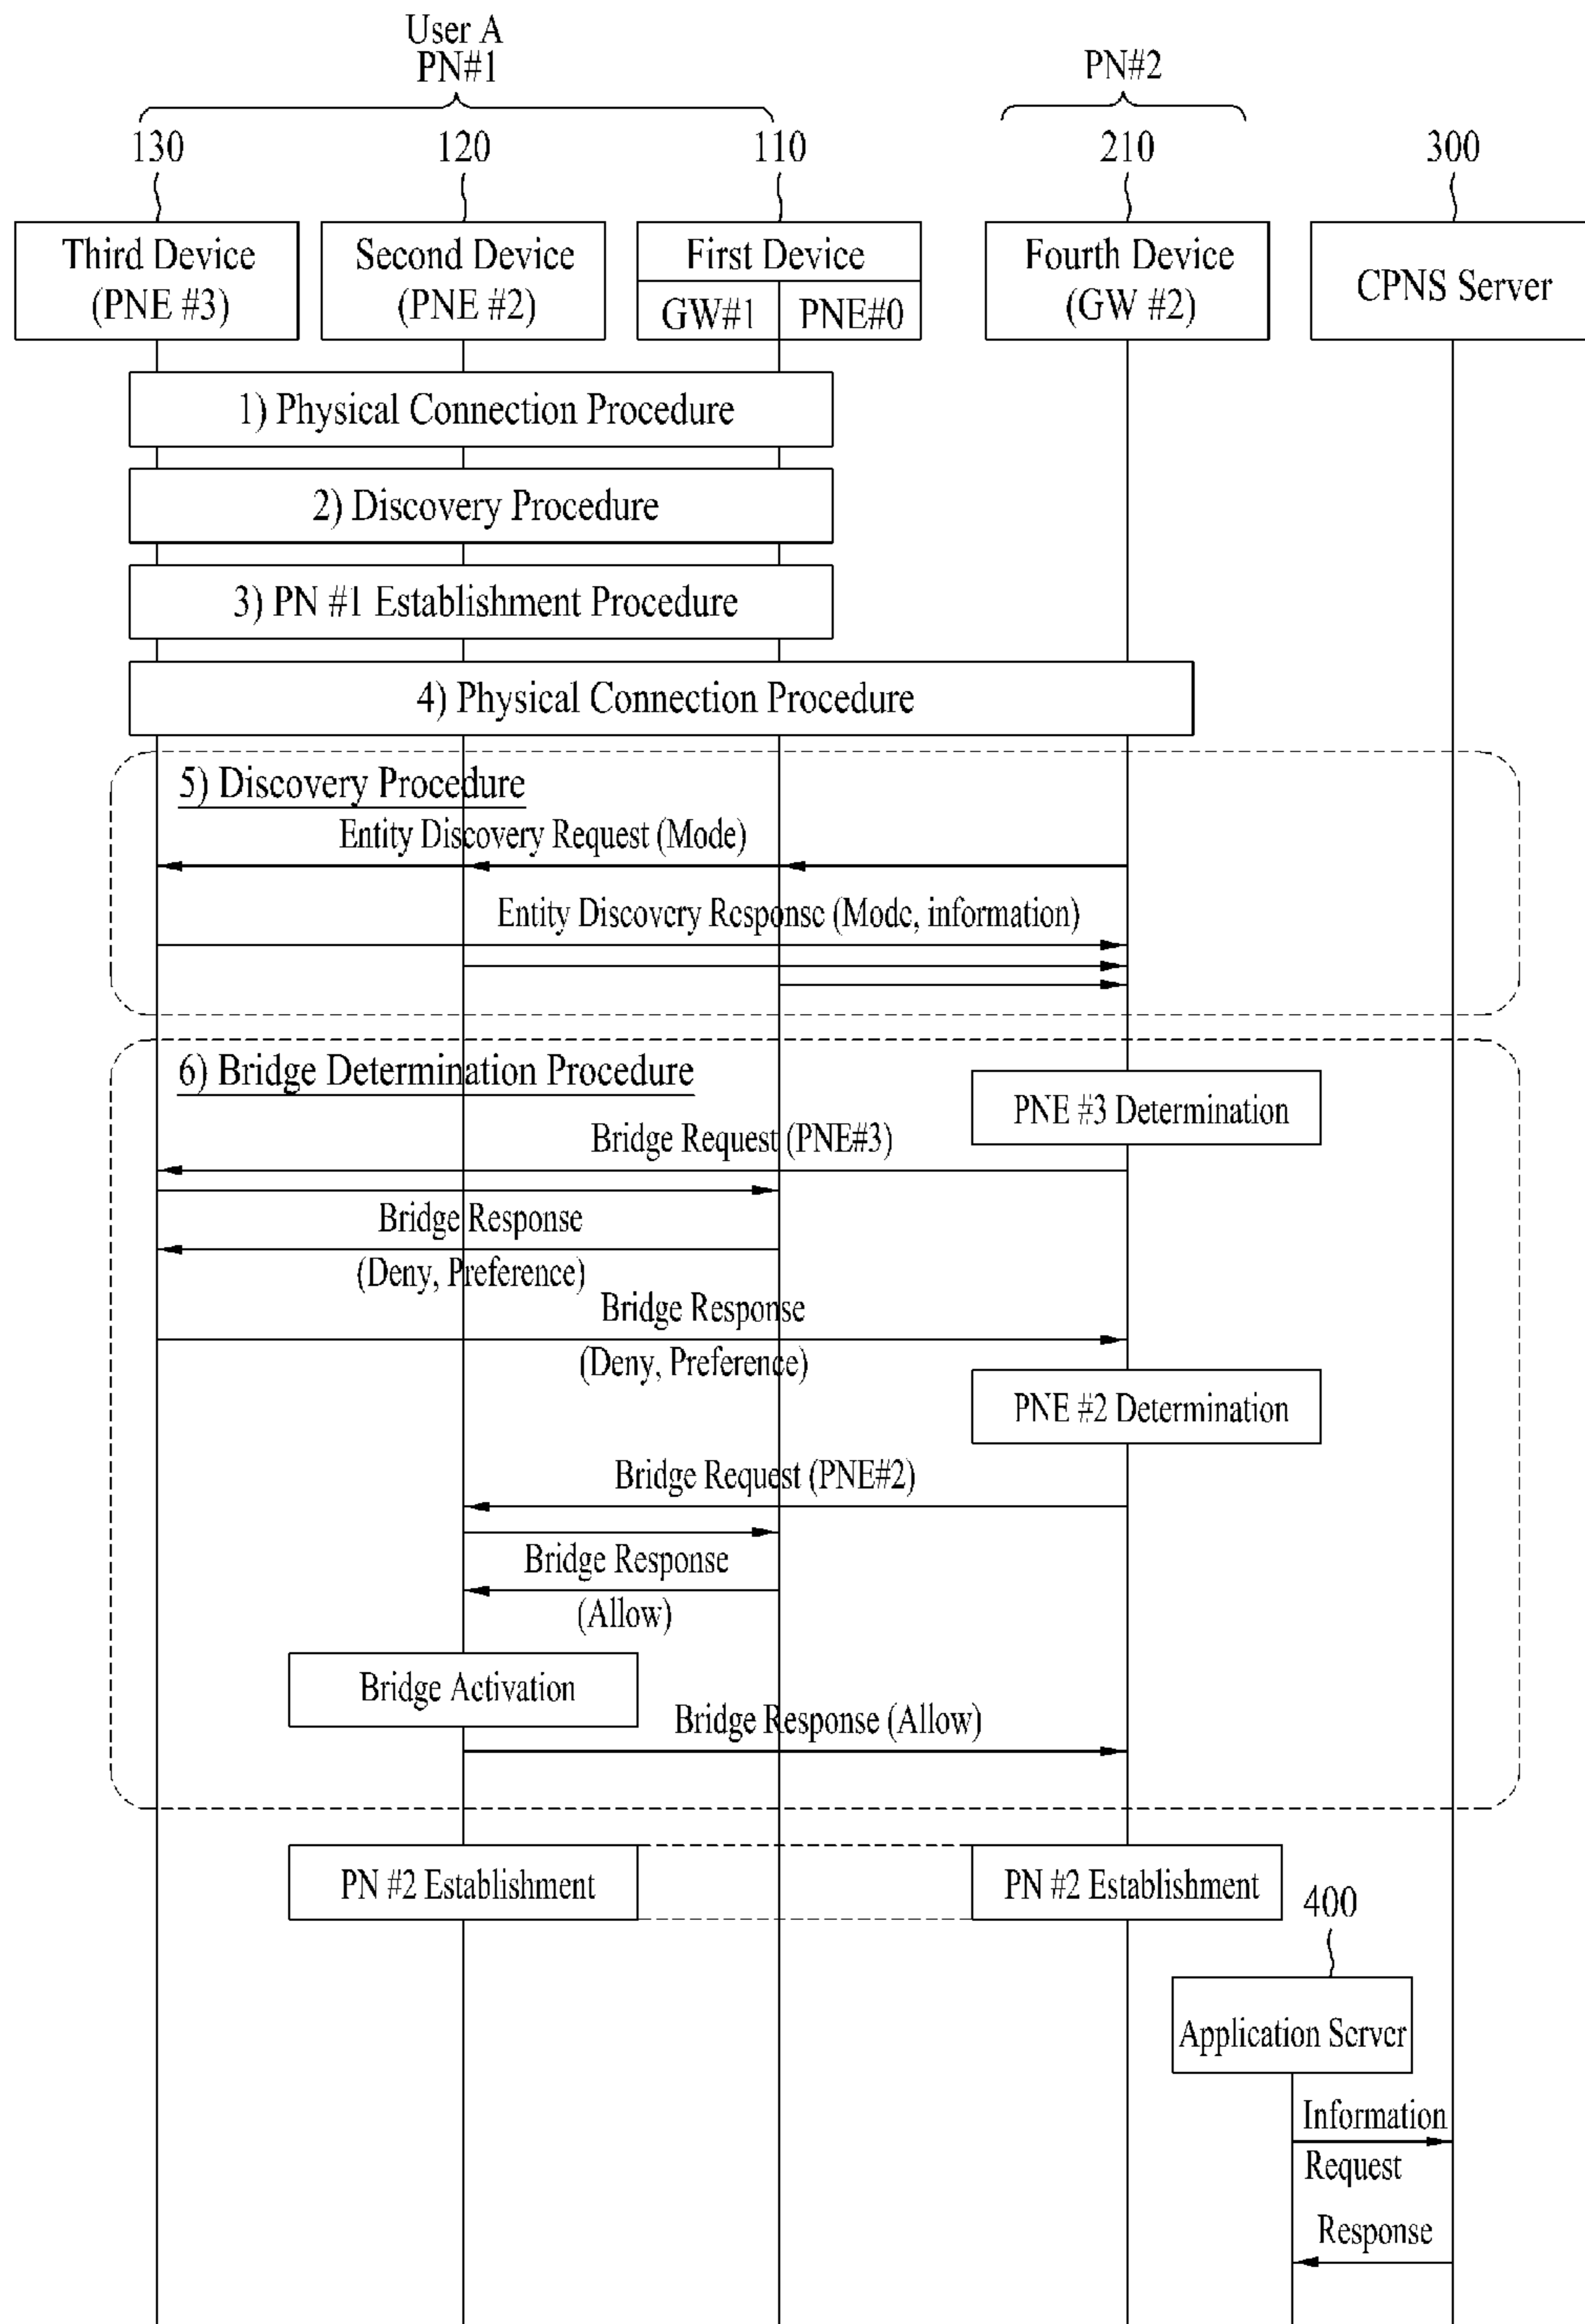 User A
PN#1
PN#2
130
120
110
210
300
Third Device
(PNE #3)
Second Device
(PNE #2)
First Device
GW#1
PNE#0
Fourth Device
(GW #2)
CPNS Server
1) Physical Connection Procedure
2) Discovery Procedure
3) PN #1 Establishment Procedure
4) Physical Connection Procedure
5) Discovery Procedure
Entity Discovery Request (Mode)
Entity Discovery Response (Mode, information)
6) Bridge Determination Procedure
PNE #3 Determination
Bridge Request (PNE#3)
Bridge Response
(Deny, Preference)
Bridge Response
(Deny, Preference)
PNE #2 Determination
Bridge Request (PNE#2)
Bridge Response
(Allow)
Bridge Activation
Bridge Response (Allow)
PN #2 Establishment
PN #2 Establishment
400
Application Server
Information
Request
Response